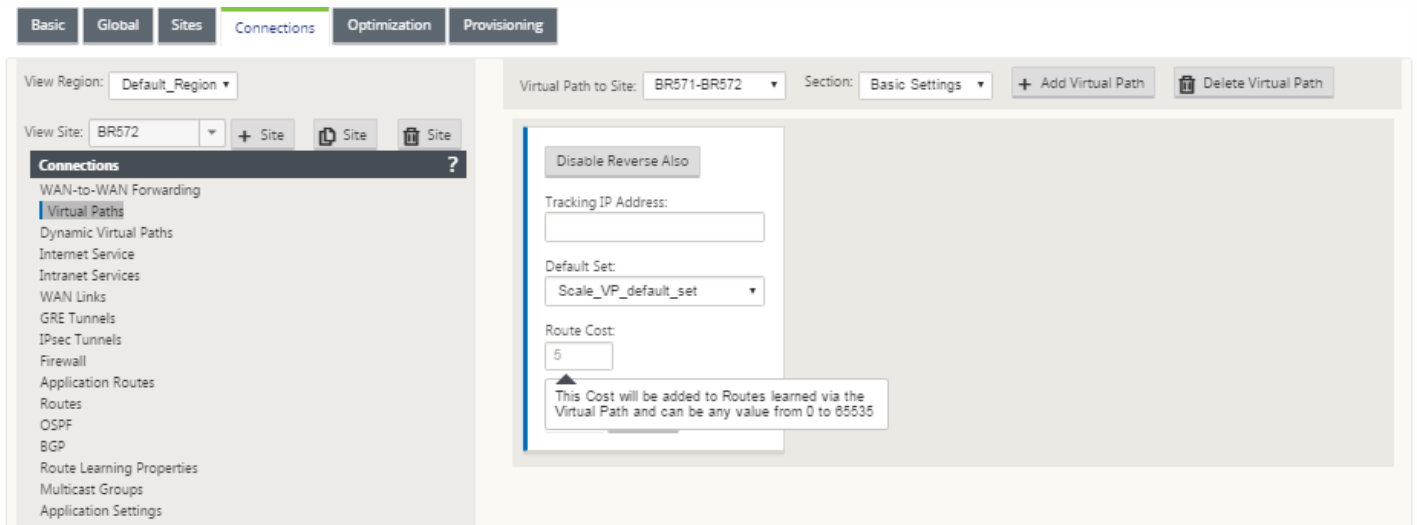 Basic Global Sites Connections Optimization Provisioning
View Region: Default_Region
View Site: BR572 + Site Site Site
Connections ?
WAN-to-WAN Forwarding
Virtual Paths
Dynamic Virtual Paths
Internet Service
Intranet Services
WAN Links
GRE Tunnels
IPsec Tunnels
Firewall
Application Routes
Routes
OSPF
BGP
Route Learning Properties
Multicast Groups
Application Settings
Virtual Path to Site: BR571-BR572 Section: Basic Settings + Add Virtual Path Delete Virtual Path
Disable Reverse Also
Tracking IP Address:
Default Set:
Scale_VP_default_set
Route Cost:
5
This Cost will be added to Routes learned via the
Virtual Path and can be any value from 0 to 65535